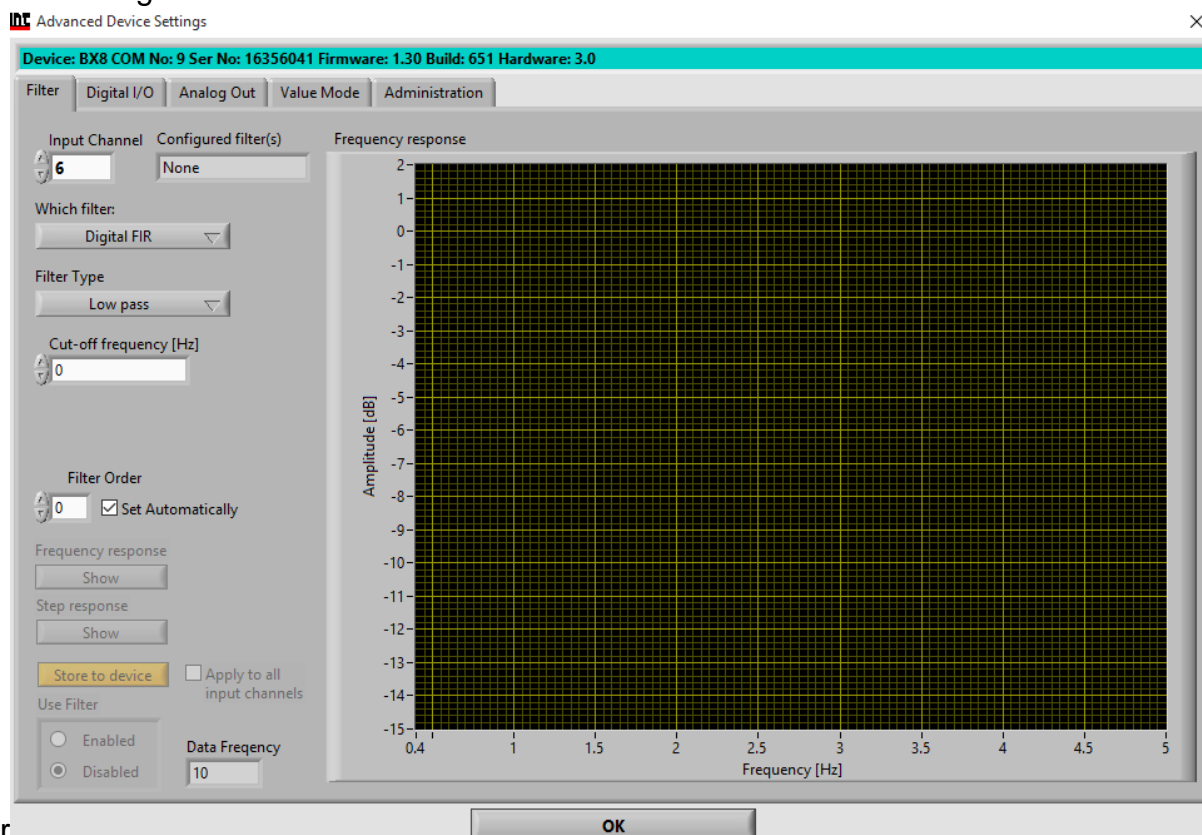 Advanced Device Settings
Device: BX8 COM No: 9 Ser No: 16356041 Firmware: 1.30 Build: 651 Hardware: 3.0
Filter Digital I/O Analog Out Value Mode Administration
Input Channel Configured filter(s)
6 None
Which filter:
Digital FIR
Filter Type
Low pass
Cut-off frequency [Hz]
0
Filter Order
0 Set Automatically
Frequency response
Show
Step response
Show
Store to device Apply to all
input channels
Use Filter
Enabled
Disabled
Data Freqency
10
Frequency response
2
1
0
-1
-2
-3
-4
-5
-6
-7
-8
-9
-10
-11
-12
-13
-14
-15
Amplitude [dB]
0.4 1 1.5 2 2.5 3 3.5 4 4.5 5
Frequency [Hz]
OK
r